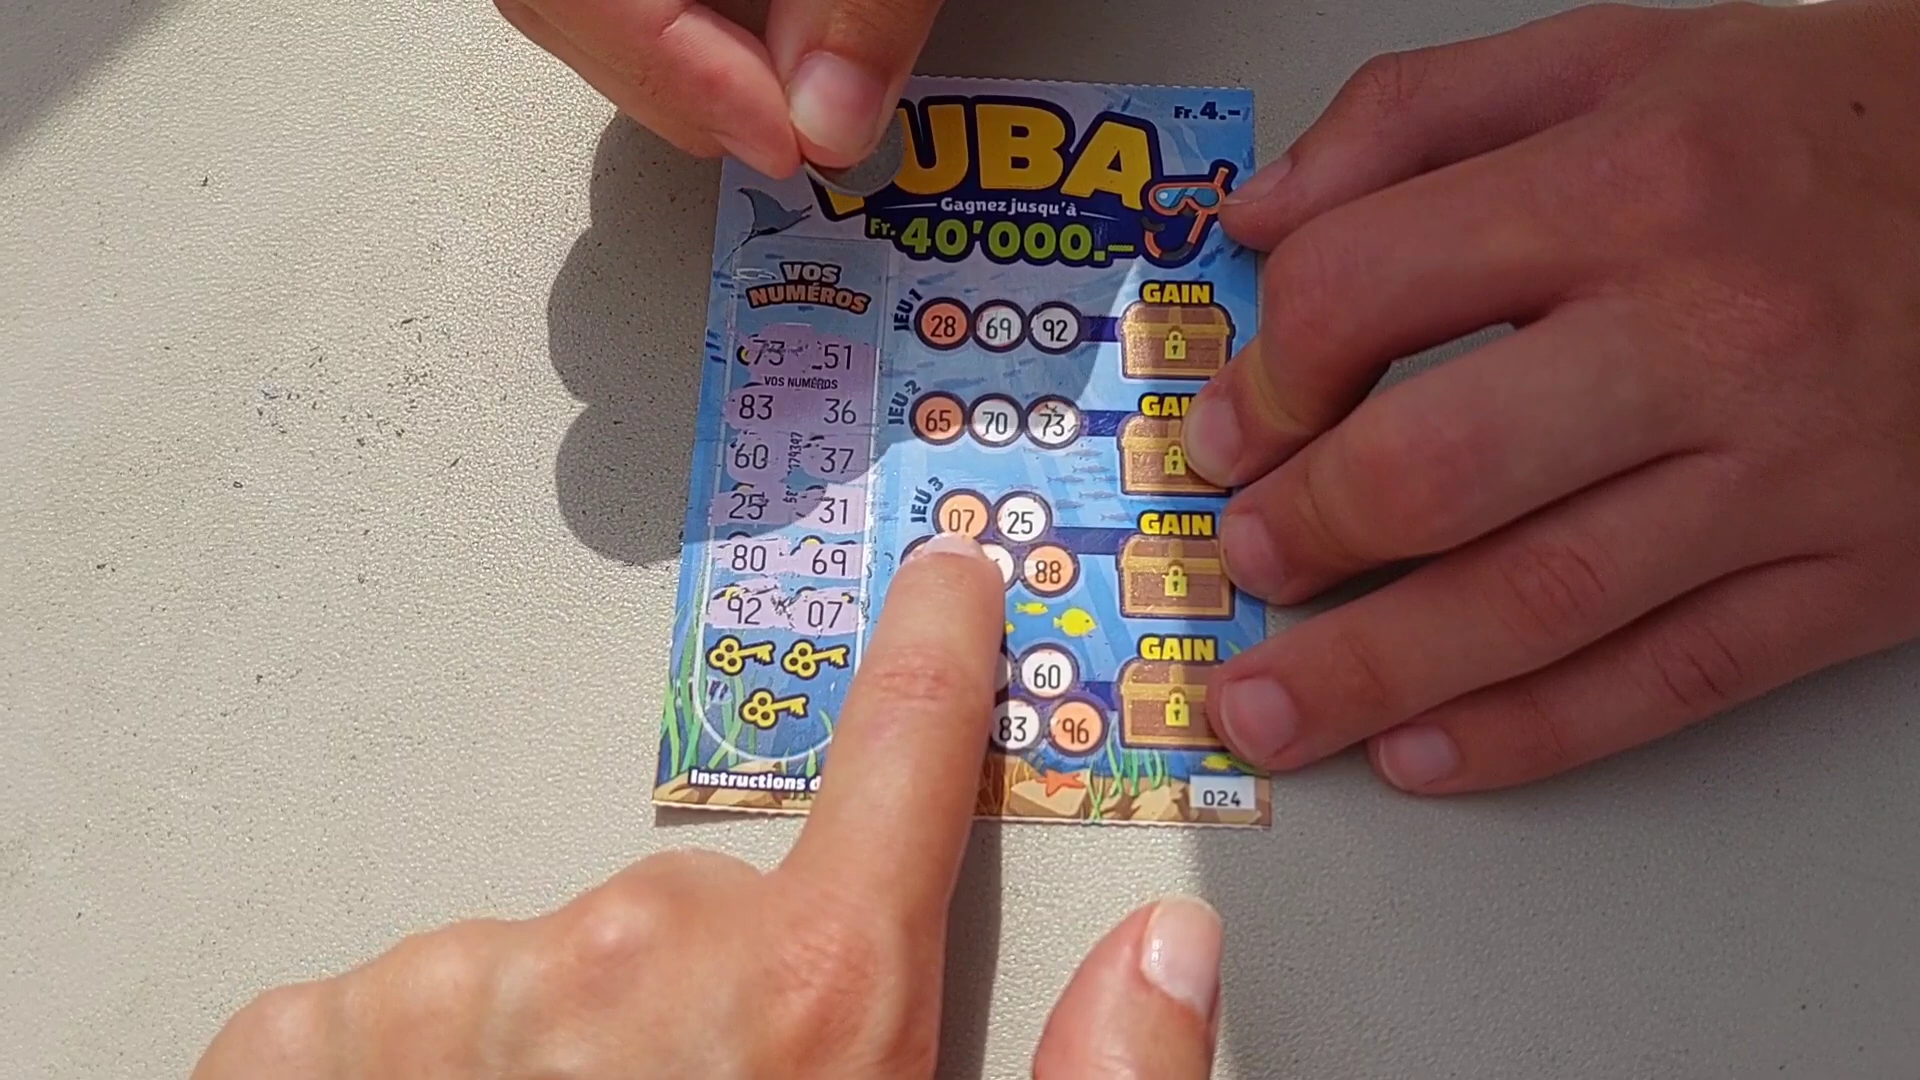 UBA
Fr. 4.-
Gagnez jusqu'à
Fr. 40'000.-
VOS
NUMÉROS
73 51
VOS NUMÉROS
83 36
60 37
25 31
80 69
92 07
JEU 1
28 69 92
GAIN
JEU 2
65 70 73
GAI
JEU 3
07 25
88
GAIN
60
83 96
GAIN
Instructions d
024